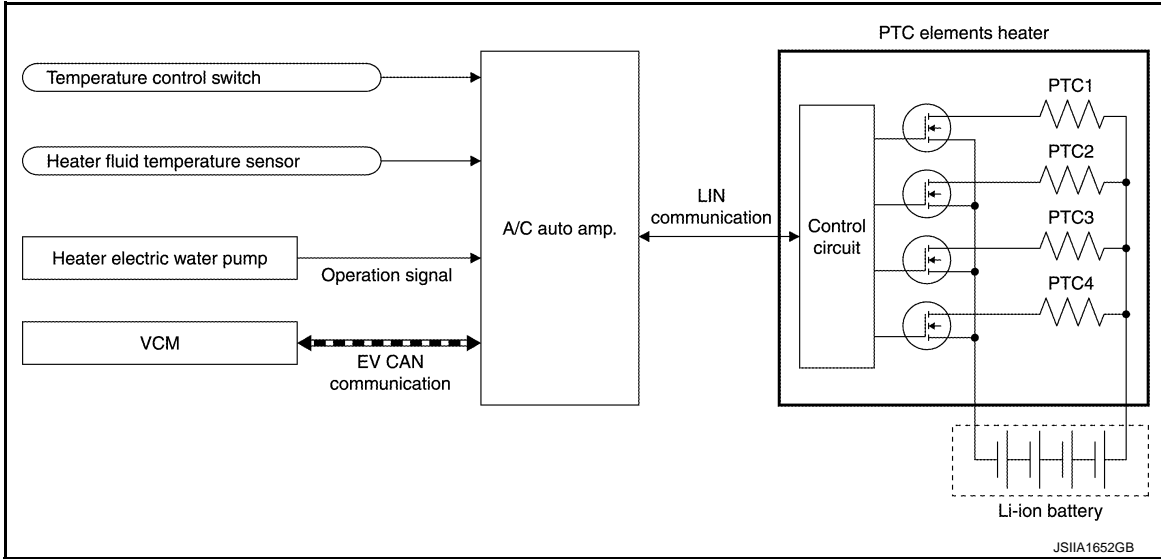 PTC elements heater
Temperature control switch
Heater fluid temperature sensor
Heater electric water pump
Operation signal
VCM
EV CAN
communication
A/C auto amp.
LIN
communication
Control
circuit
PTC1
PTC2
PTC3
PTC4
Li-ion battery
JSIIA1652GB